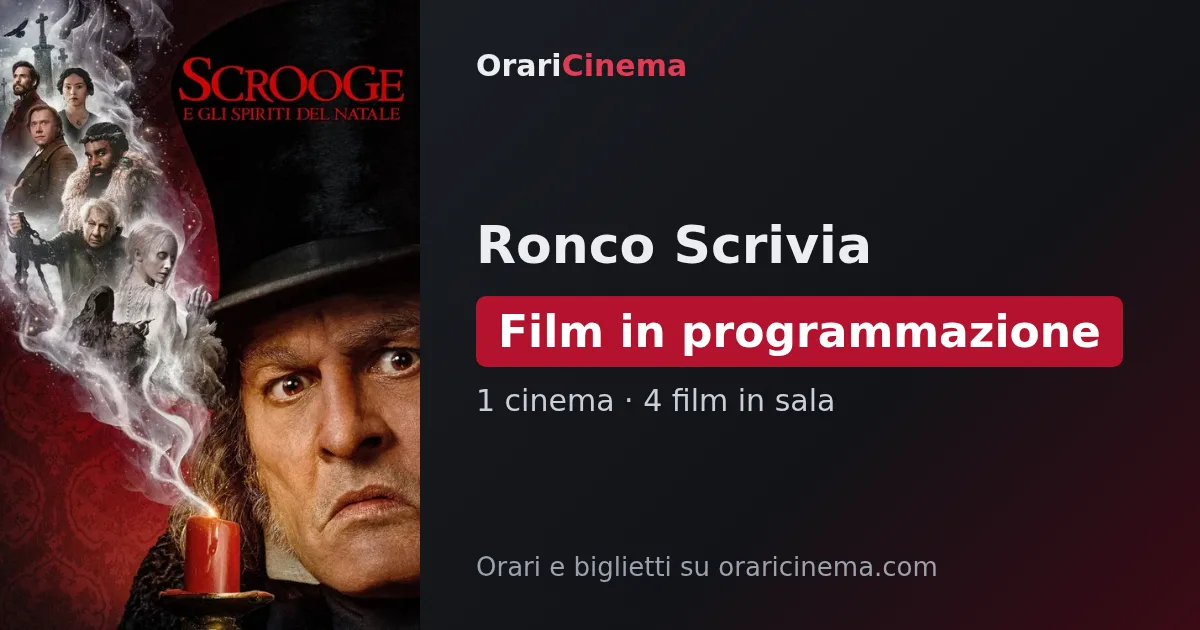 SCROOGE
E GLI SPIRITI DEL NATALE
OrariCinema
Ronco Scrivia
Film in programmazione
1 cinema · 4 film in sala
Orari e biglietti su oraricinema.com